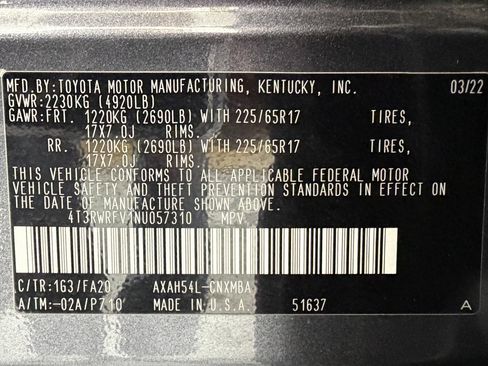 MFD.BY:TOYOTA MOTOR MANUFACTURING, KENTUCKY, INC. 03/22
GVWR:2230KG (4920LB)
GAWR:FRT. 1220KG (2690LB) WITH 225/65R17 TIRES,
17X7.0J RIMS.
RR. 1220KG (2690LB) WITH 225/65R17 TIRES,
17X7.0J RIMS.
THIS VEHICLE CONFORMS TO ALL APPLICABLE FEDERAL MOTOR
VEHICLE SAFETY AND THEFT PREVENTION STANDARDS IN EFFECT ON
THE DATE OF MANUFACTURE SHOWN ABOVE.
4T3RWRFV1NU057310 MPV.
C/TR:1G3/FA20 AXAH54L-CNXMBA
A/TM:-02A/P710 MADE IN U.S.A. 51637 A